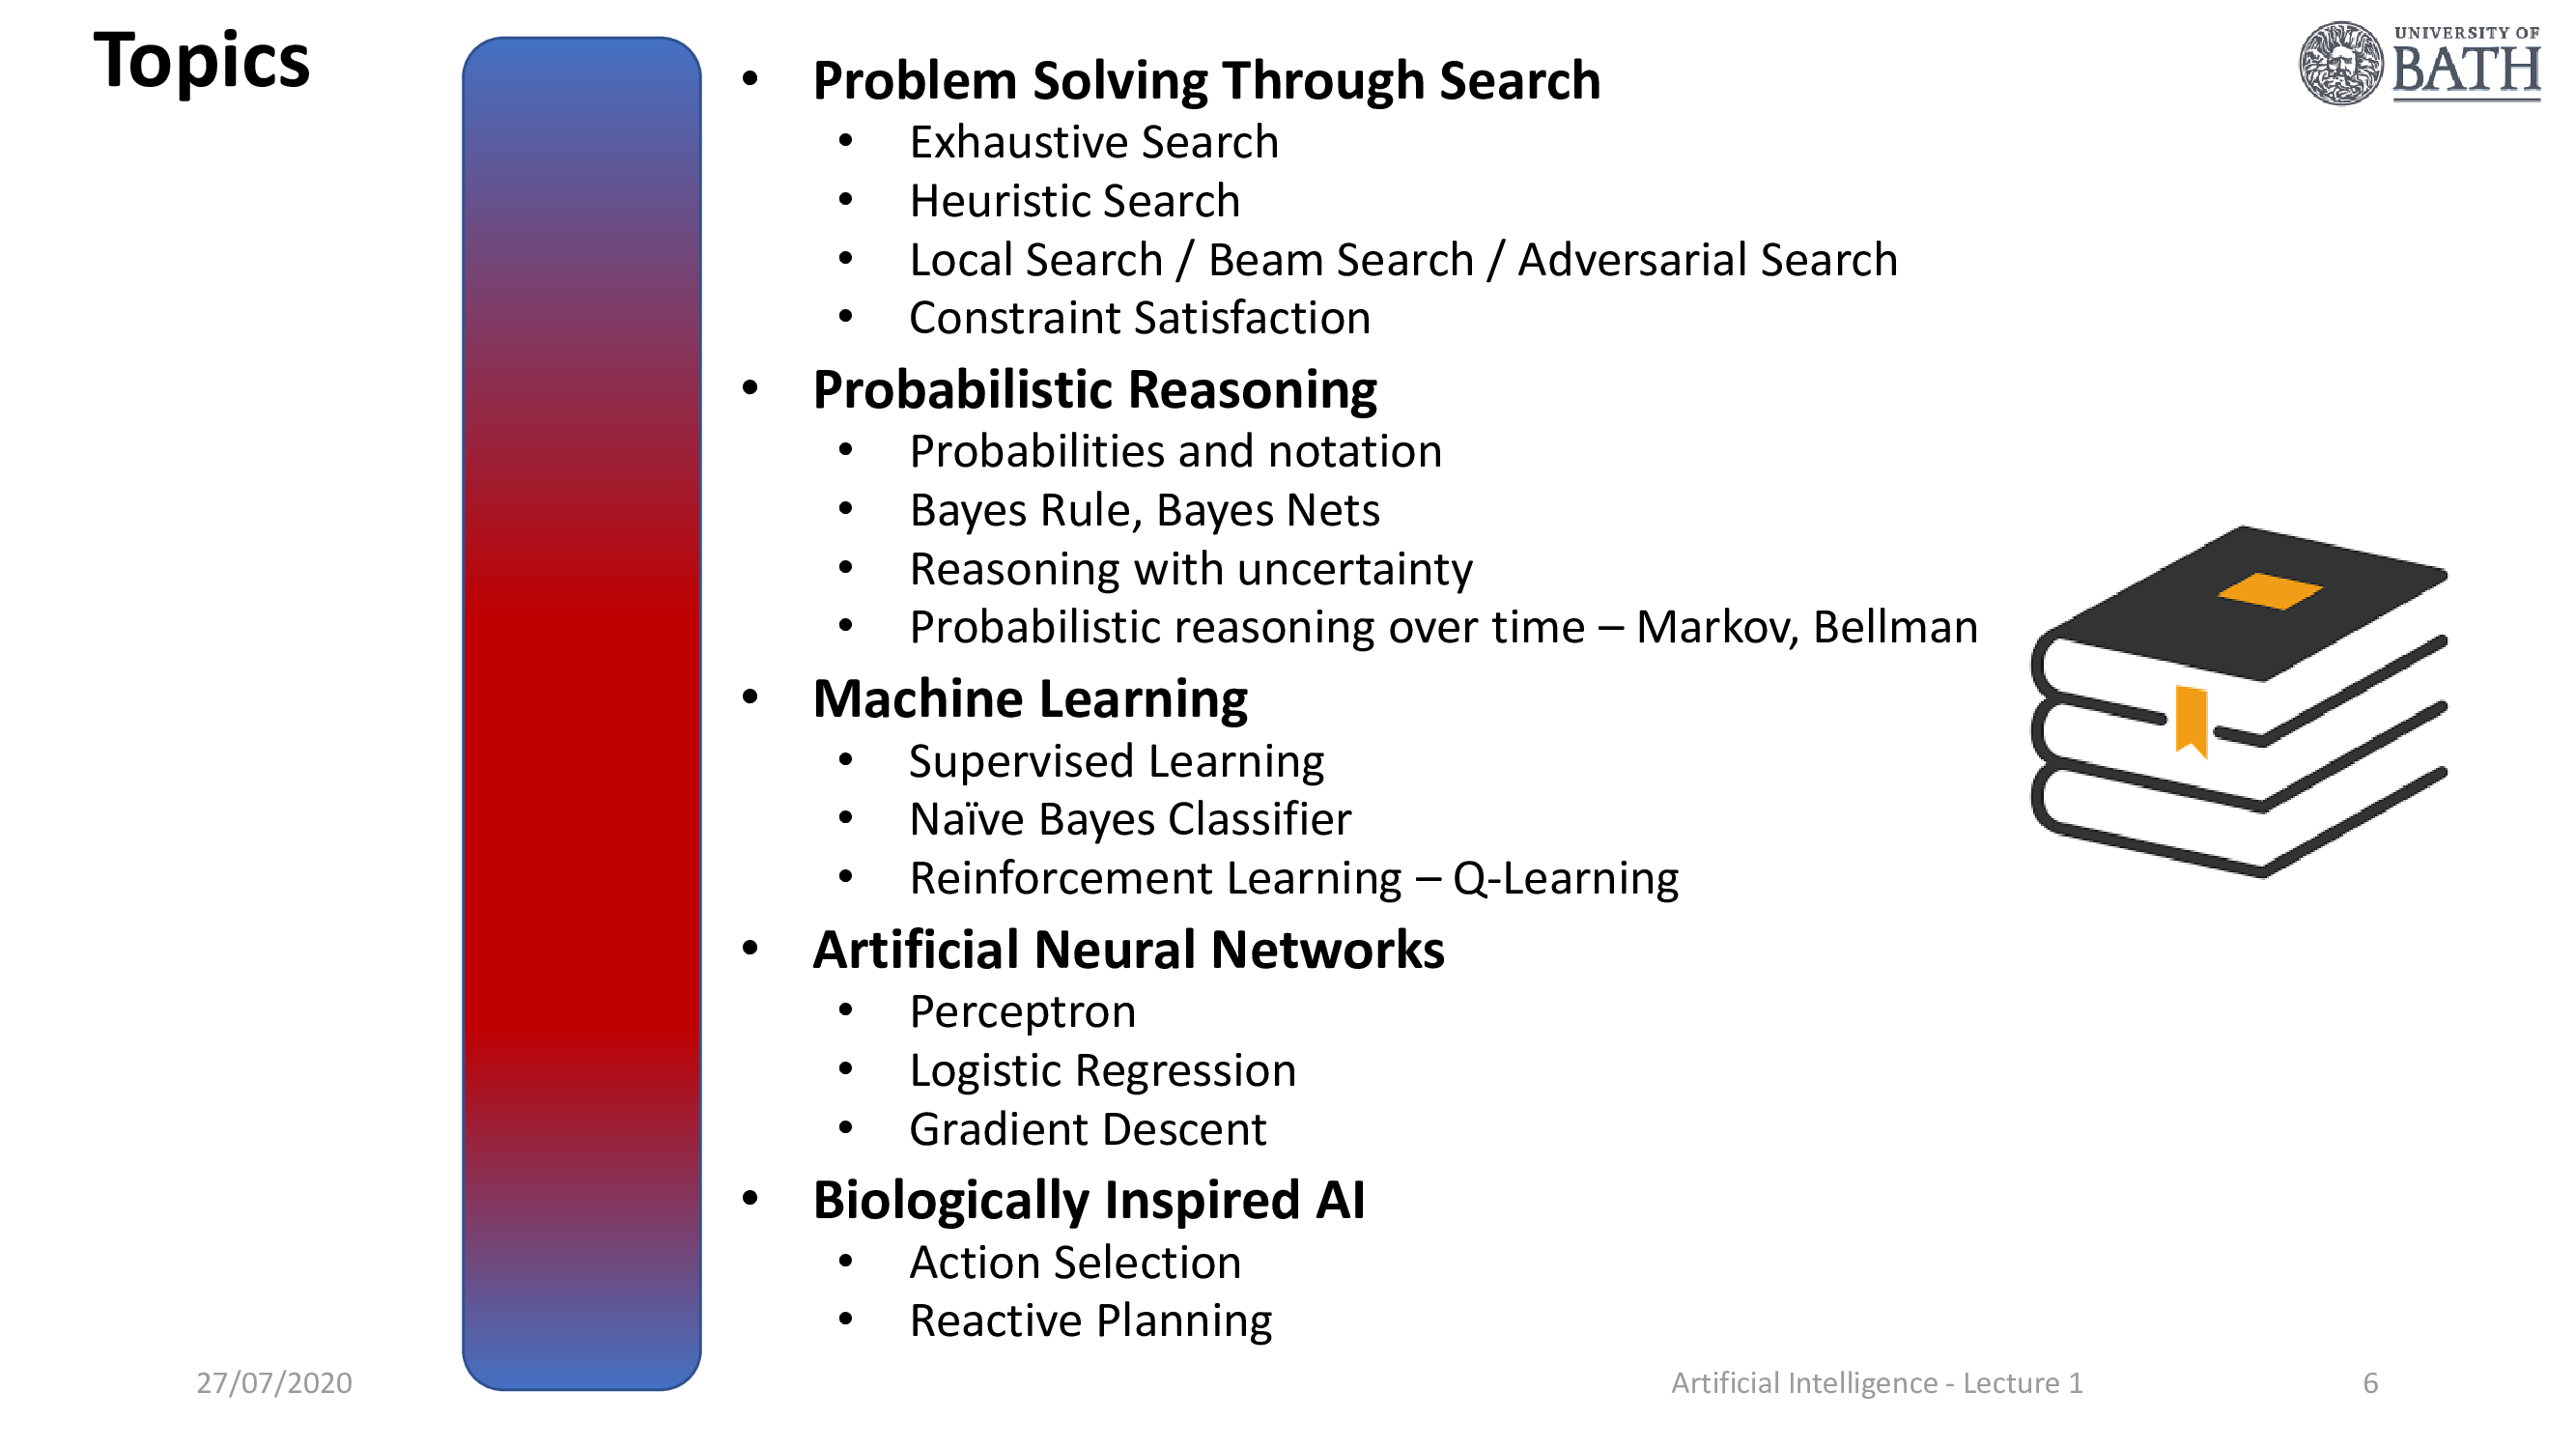 Topics
UNIVERSITY OF
BATH
• Problem Solving Through Search
• Exhaustive Search
• Heuristic Search
• Local Search / Beam Search / Adversarial Search
• Constraint Satisfaction
• Probabilistic Reasoning
• Probabilities and notation
• Bayes Rule, Bayes Nets
• Reasoning with uncertainty
• Probabilistic reasoning over time – Markov, Bellman
• Machine Learning
• Supervised Learning
• Naïve Bayes Classifier
• Reinforcement Learning – Q-Learning
• Artificial Neural Networks
• Perceptron
• Logistic Regression
• Gradient Descent
• Biologically Inspired AI
• Action Selection
• Reactive Planning
27/07/2020
Artificial Intelligence - Lecture 1
6